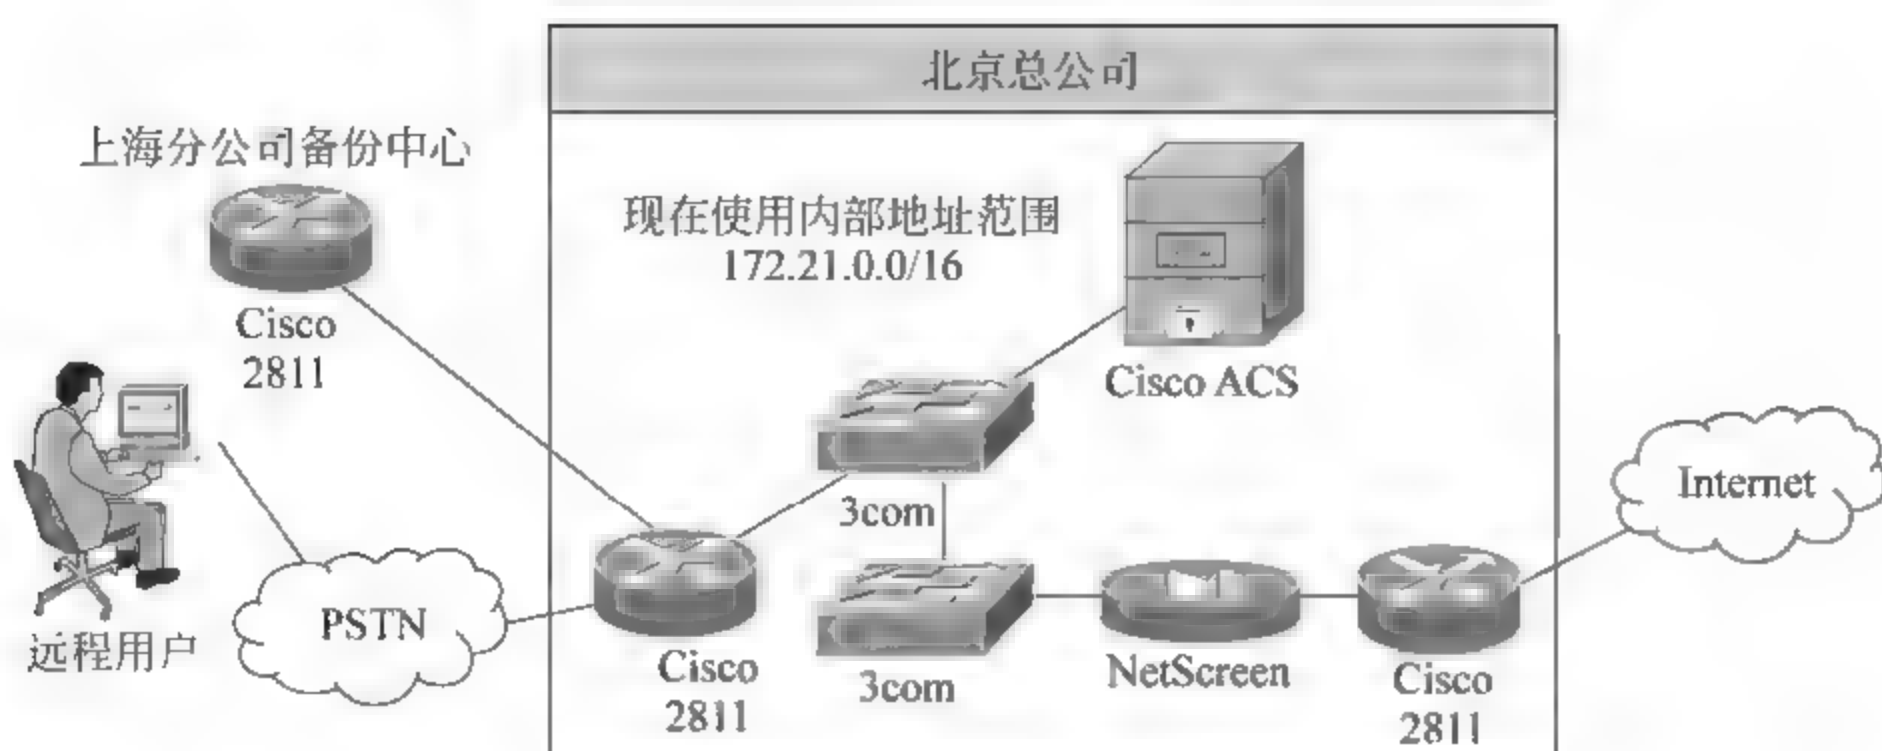 北京总公司
上海分公司备份中心
现在使用内部地址范围
172.21.0.0/16
Cisco
2811
Cisco ACS
3com
Internet
远程用户
PSTN
Cisco
2811
3com
NetScreen
Cisco
2811